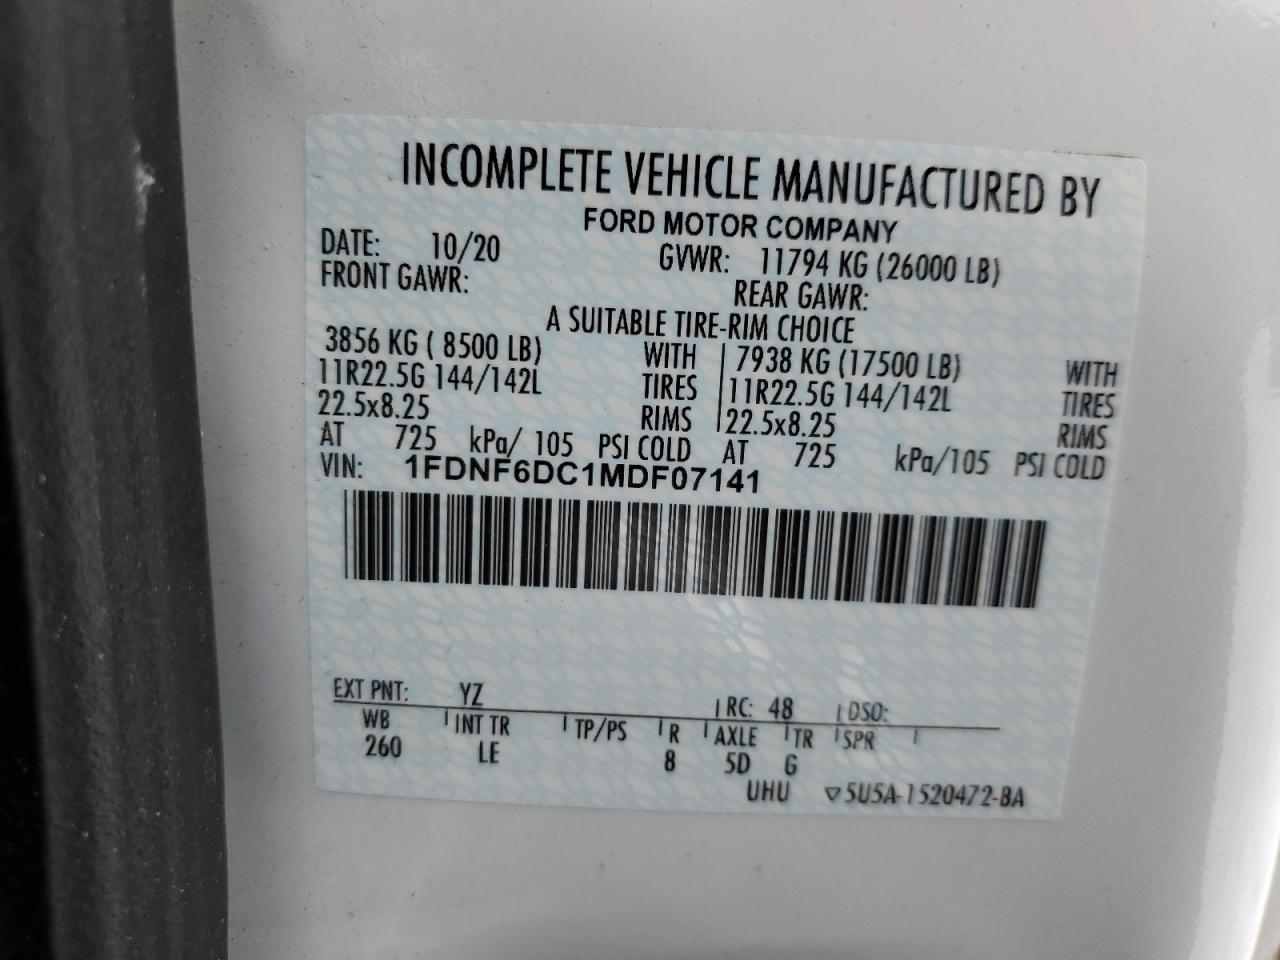 INCOMPLETE VEHICLE MANUFACTURED BY
FORD MOTOR COMPANY
DATE: 10/20 GVWR: 11794 KG (26000 LB)
FRONT GAWR: REAR GAWR:
A SUITABLE TIRE-RIM CHOICE
3856 KG ( 8500 LB) WITH 7938 KG (17500 LB) WITH
11R22.5G 144/142L TIRES 11R22.5G 144/142L TIRES
22.5x8.25 RIMS 22.5x8.25 RIMS
AT 725 kPa/ 105 PSI COLD AT 725 kPa/105 PSI COLD
VIN: 1FDNF6DC1MDF07141
EXT PNT: YZ RC: 48 DSO:
WB INT TR TP/PS R AXLE TR SPR
260 LE 8 5D G
UHU ▽5U5A-1520472-BA